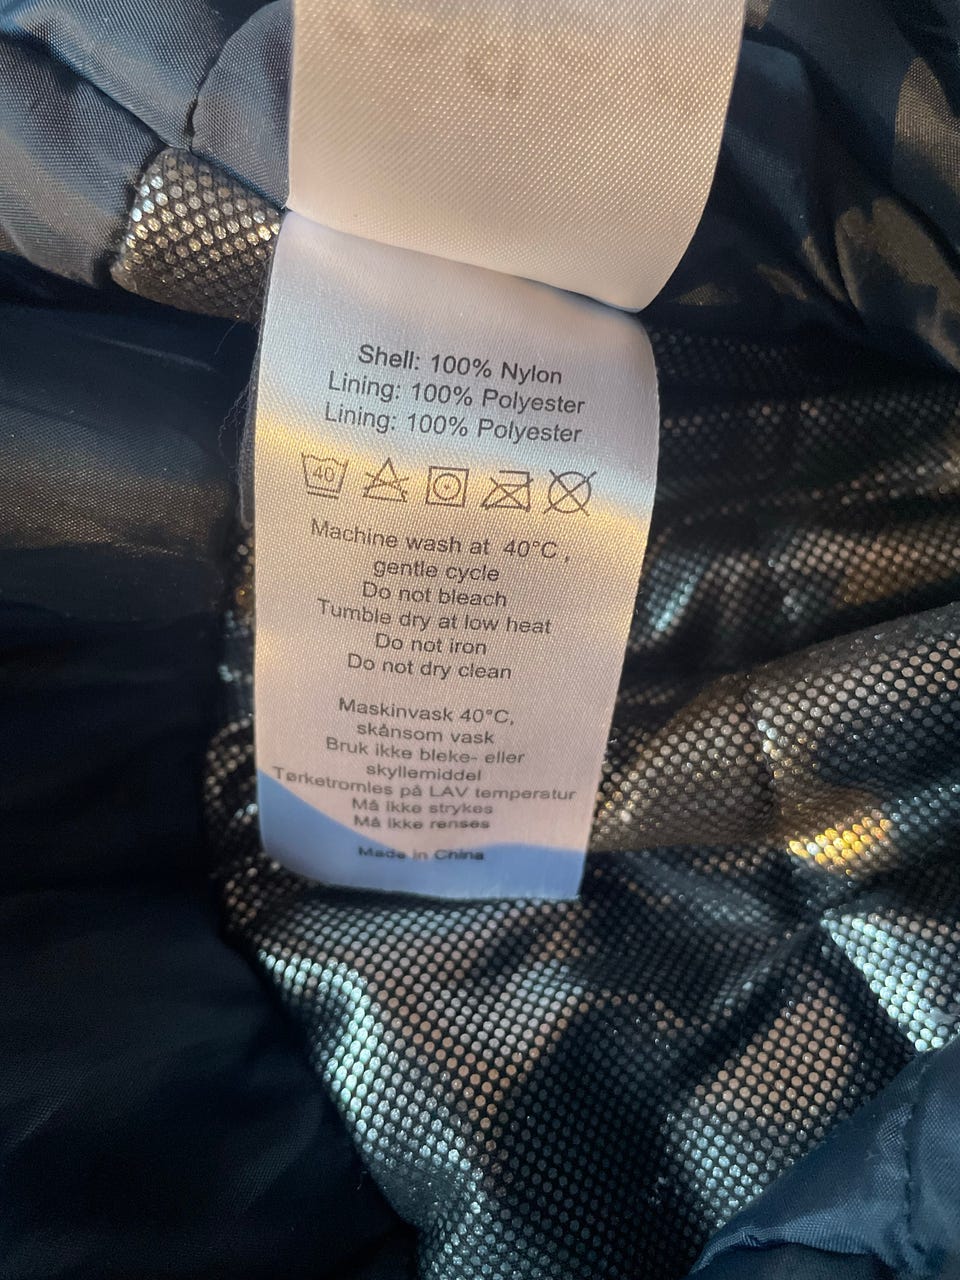 Shell: 100% Nylon
Lining: 100% Polyester
Lining: 100% Polyester
40
Machine wash at 40°C ,
gentle cycle
Do not bleach
Tumble dry at low heat
Do not iron
Do not dry clean
Maskinvask 40°C,
skånsom vask
Bruk ikke bleke- eller
skyllemiddel
Tørketromles på LAV temperatur
Må ikke strykes
Må ikke renses
Made in China